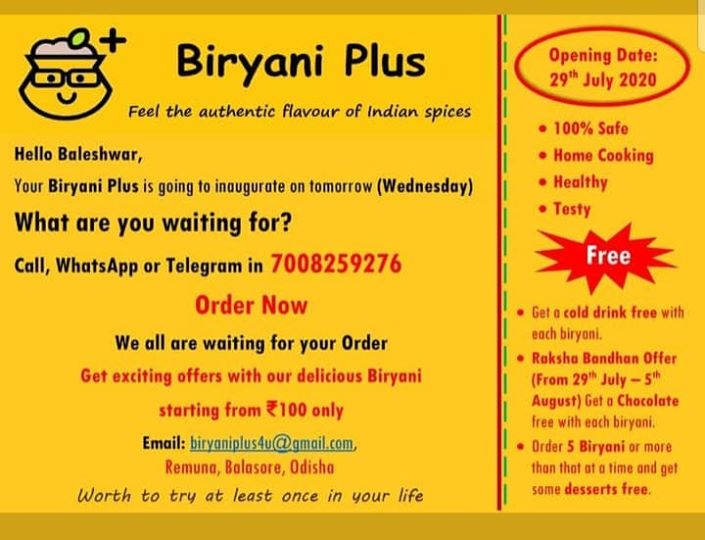 Biryani Plus
Feel the authentic flavour of Indian spices
Hello Baleshwar,
Your Biryani Plus is going to inaugurate on tomorrow (Wednesday)
What are you waiting for?
Call, WhatsApp or Telegram in 7008259276
Order Now
We all are waiting for your Order
Get exciting offers with our delicious Biryani
starting from ₹100 only
Email: biryaniplus4u@gmail.com,
Remuna, Balasore, Odisha
Worth to try at least once in your life
Opening Date:
29th July 2020
• 100% Safe
• Home Cooking
• Healthy
• Testy
Free
• Get a cold drink free with
each biryani.
• Raksha Bandhan Offer
(From 29th July – 5th
August) Get a Chocolate
free with each biryani.
• Order 5 Biryani or more
than that at a time and get
some desserts free.